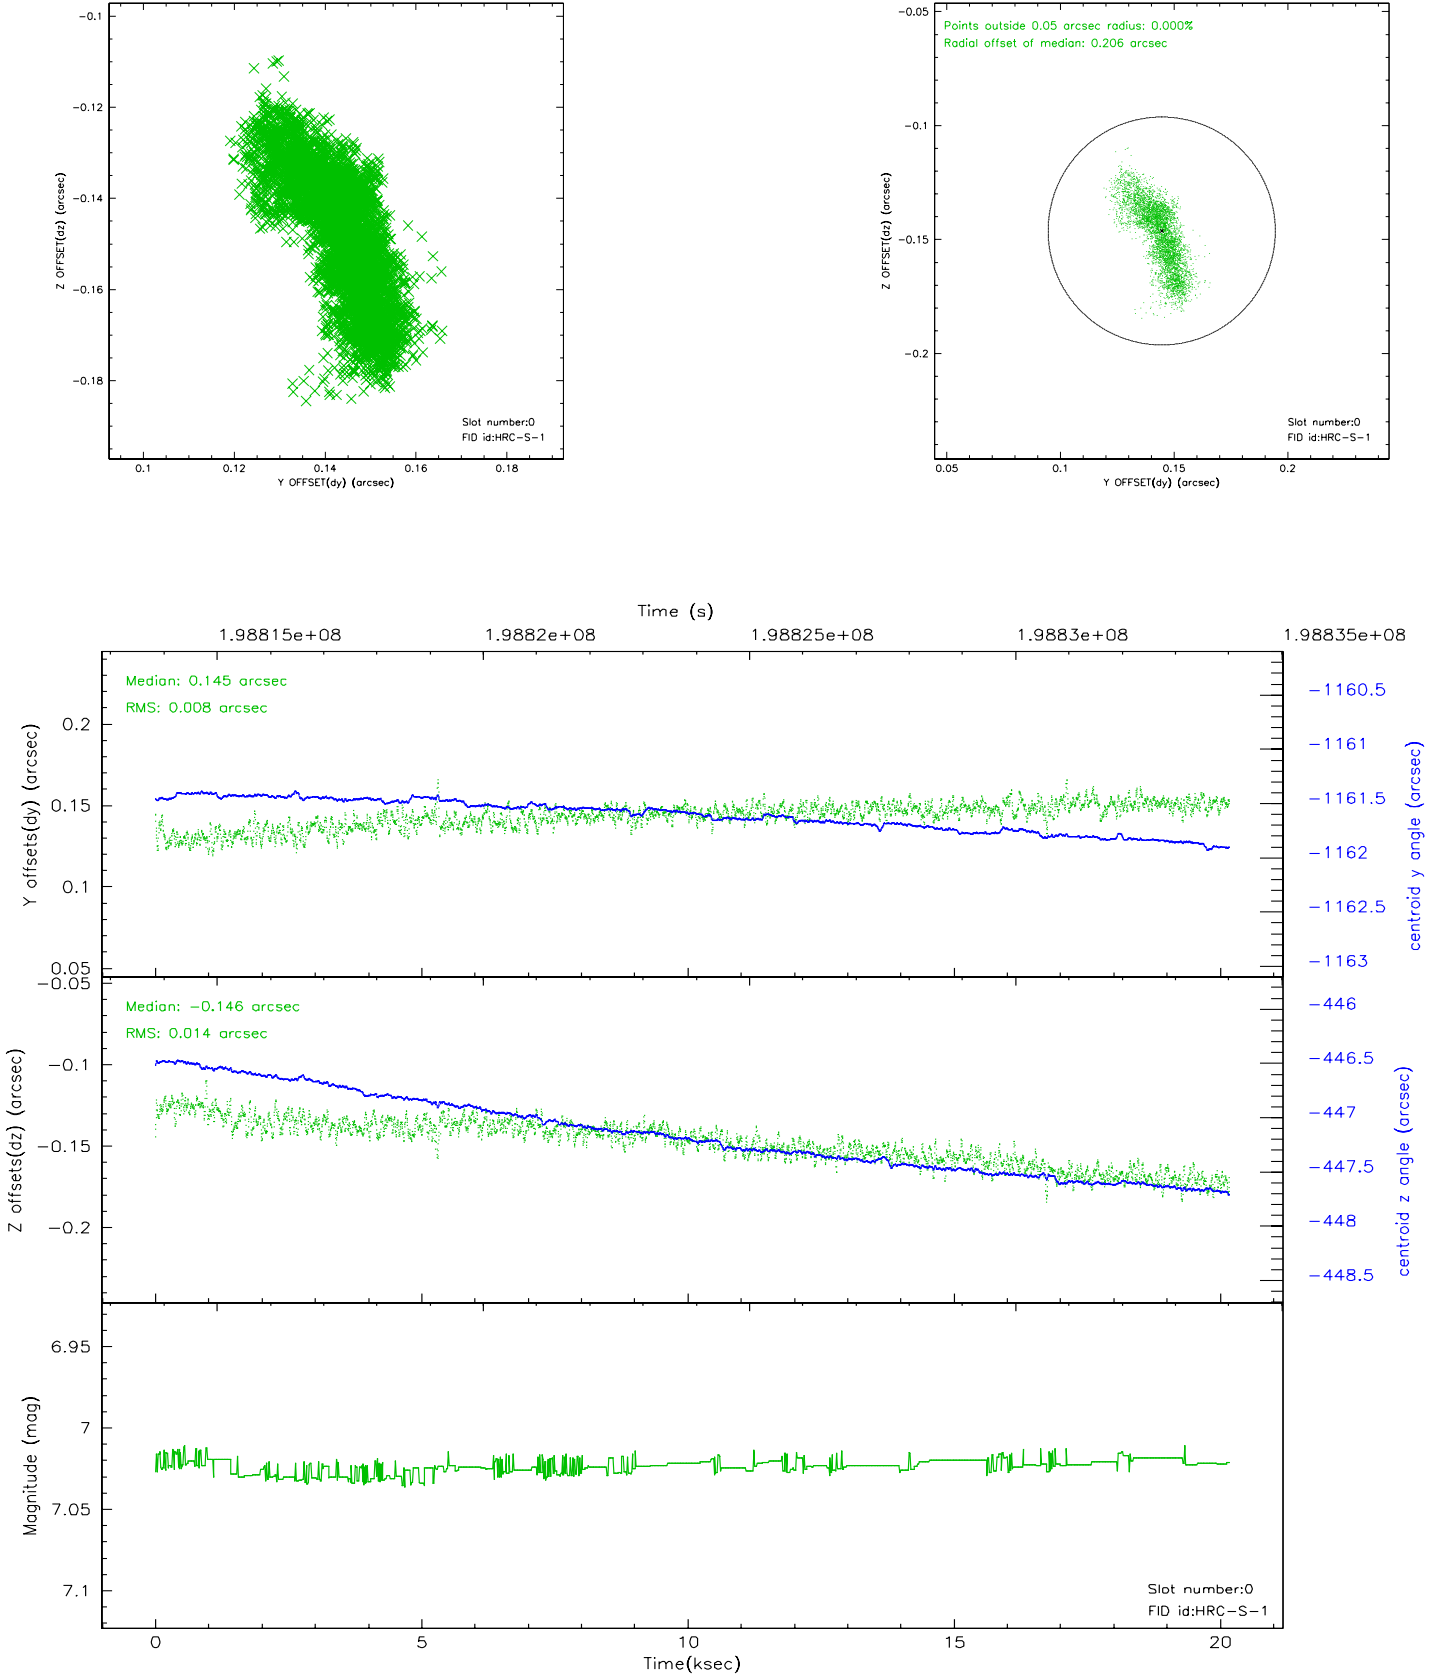 -0.1
-0.12
-0.14
-0.16
-0.18
Z OFFSET(dz) (arcsec)
Slot number:0
FID id:HRC-S-1
0.1 0.12 0.14 0.16 0.18
Y OFFSET(dy) (arcsec)
-0.05
-0.1
-0.15
-0.2
Z OFFSET(dz) (arcsec)
Points outside 0.05 arcsec radius: 0.000%
Radial offset of median: 0.206 arcsec
Slot number:0
FID id:HRC-S-1
0.05 0.1 0.15 0.2
Y OFFSET(dy) (arcsec)
Time (s)
1.98815e+08 1.9882e+08 1.98825e+08 1.9883e+08 1.98835e+08
Median: 0.145 arcsec
RMS: 0.008 arcsec
0.2
0.15
0.1
0.05
Y offsets(dy) (arcsec)
-1160.5
-1161
-1161.5
-1162
-1162.5
-1163
centroid y angle (arcsec)
Median: -0.146 arcsec
RMS: 0.014 arcsec
-0.05
-0.1
-0.15
-0.2
Z offsets(dz) (arcsec)
-446
-446.5
-447
-447.5
-448
-448.5
centroid z angle (arcsec)
6.95
7
7.05
7.1
Magnitude (mag)
Slot number:0
FID id:HRC-S-1
0 5 10 15 20
Time(ksec)